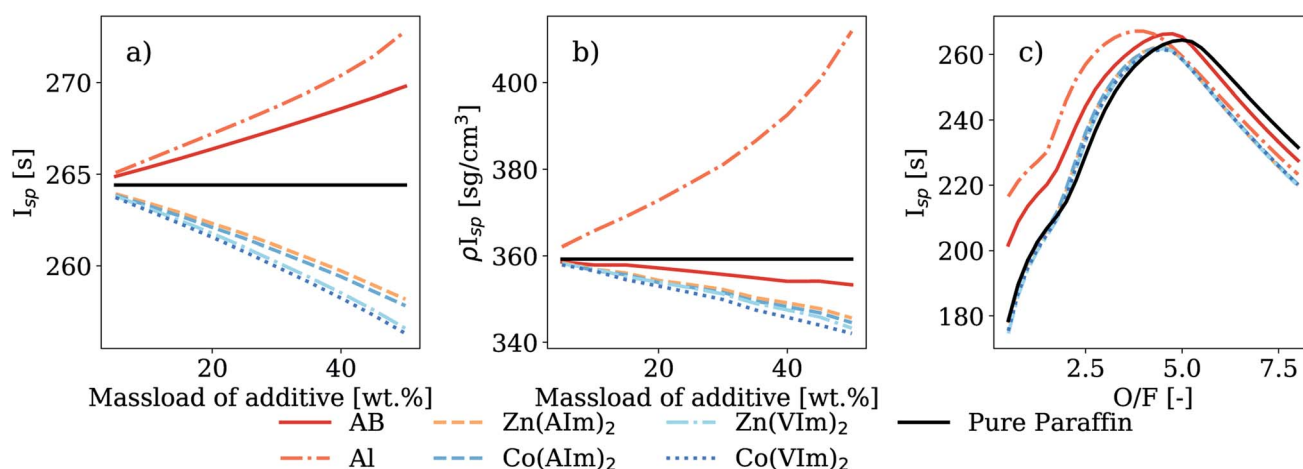 a)
270
265
264
260
I_sp [s]
20
40
Massload of additive [wt.%]
b)
400
380
360
340
ρI_sp [sg/cm³]
20
40
Massload of additive [wt.%]
c)
260
240
220
200
180
I_sp [s]
2.5
5.0
7.5
O/F [-]
AB
Zn(AIm)₂
Zn(VIm)₂
Pure Paraffin
Al
Co(AIm)₂
Co(VIm)₂